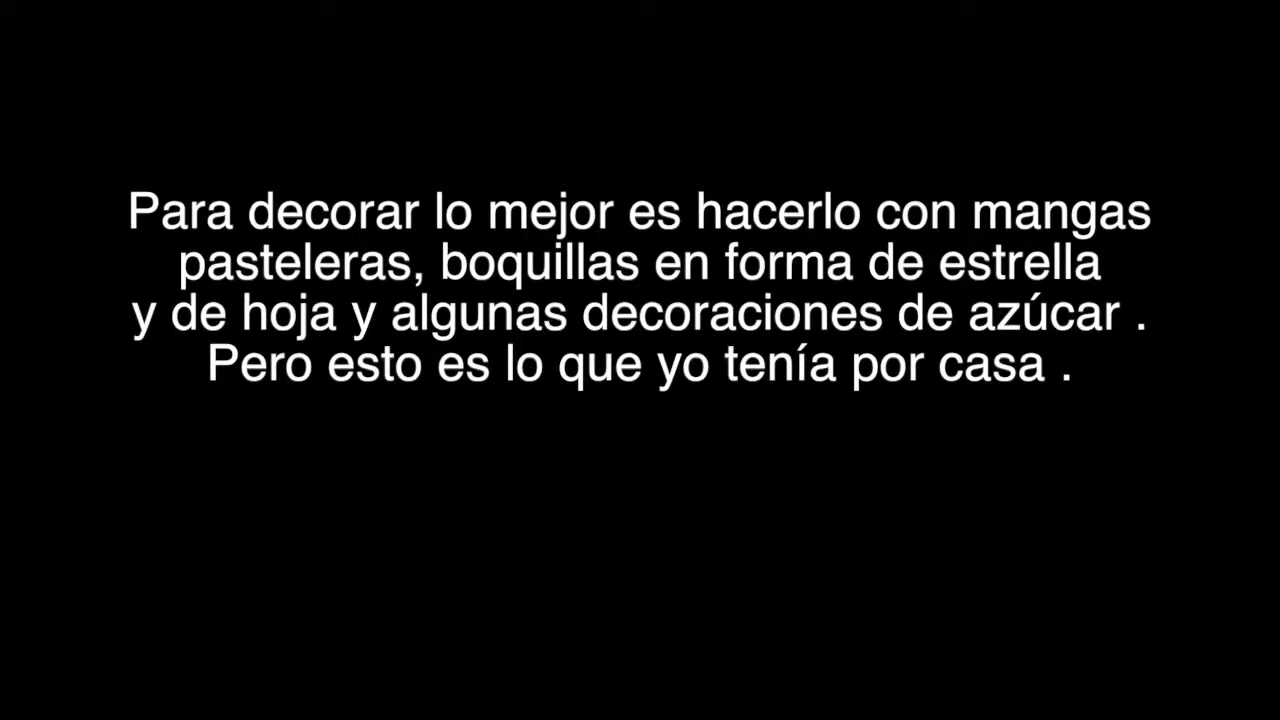 Para decorar lo mejor es hacerlo con mangas
pasteleras, boquillas en forma de estrella
y de hoja y algunas decoraciones de azúcar .
Pero esto es lo que yo tenía por casa .